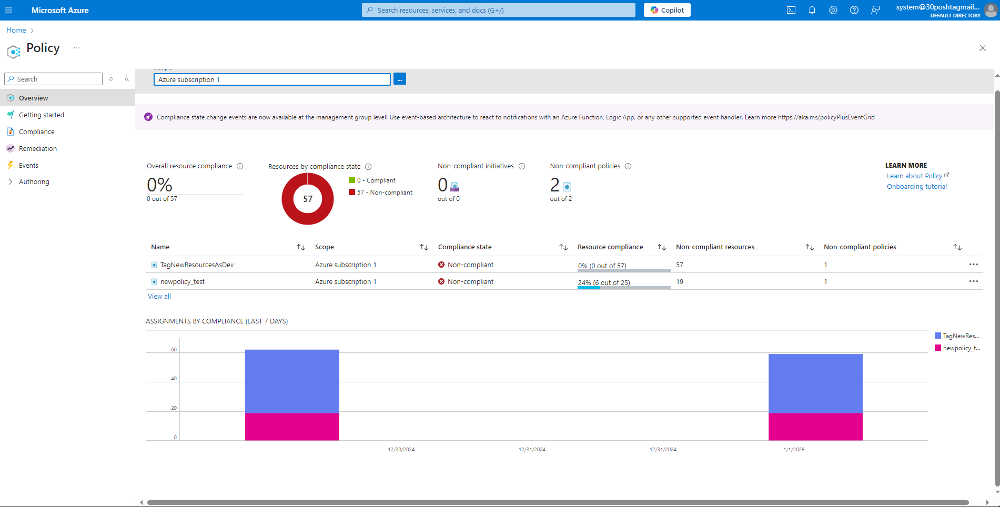 Microsoft Azure
Search resources, services, and docs (G+/)
Copilot
system@30poshtagmail...
DEFAULT DIRECTORY
Home
Policy
...
Search
Overview
Getting started
Compliance
Remediation
Events
Authoring
Scope
Azure subscription 1
...
Compliance state change events are now available at the management group level! Use event-based architecture to react to notifications with an Azure Function, Logic App, or any other supported event handler. Learn more https://aka.ms/policyPlusEventGrid
Overall resource compliance
0%
0 out of 57
Resources by compliance state
57
0 - Compliant
57 - Non-compliant
Non-compliant initiatives
0
out of 0
Non-compliant policies
2
out of 2
LEARN MORE
Learn about Policy
Onboarding tutorial
Name Scope Compliance state Resource compliance Non-compliant resources Non-compliant policies
TagNewResourcesAsDev Azure subscription 1 Non-compliant 0% (0 out of 57) 57 1
newpolicy_test Azure subscription 1 Non-compliant 24% (6 out of 25) 19 1
View all
ASSIGNMENTS BY COMPLIANCE (LAST 7 DAYS)
60
40
20
0
12/30/2024 12/31/2024 12/31/2024 1/1/2025
TagNewRes...
newpolicy_t...